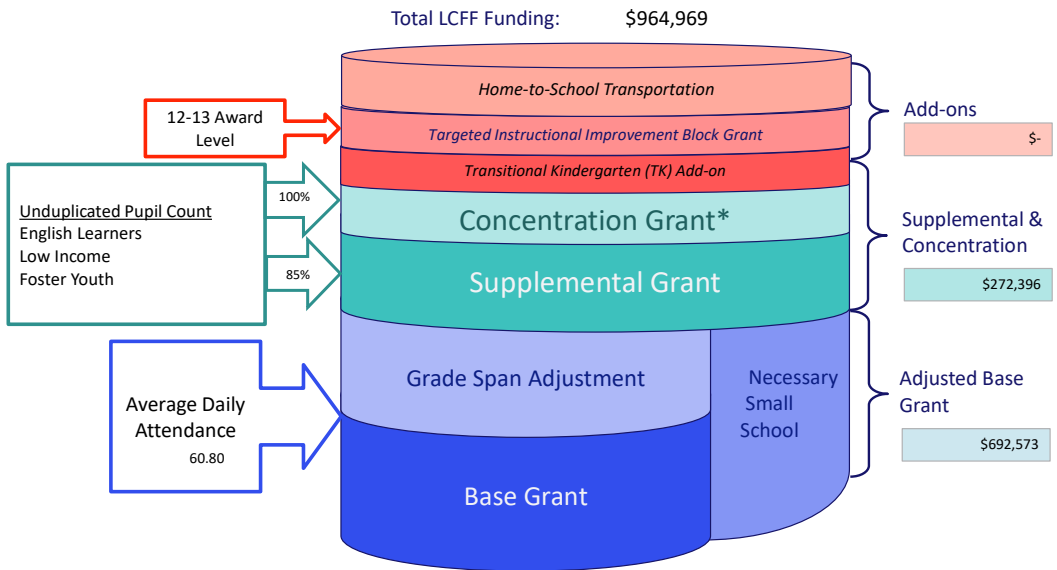 Total LCFF Funding: $964,969
Home-to-School Transportation
12-13 Award
Level
Targeted Instructional Improvement Block Grant
Add-ons
$-
Transitional Kindergarten (TK) Add-on
Unduplicated Pupil Count
English Learners
Low Income
Foster Youth
100%
85%
Concentration Grant*
Supplemental Grant
Supplemental &
Concentration
$272,396
Average Daily
Attendance
60.80
Grade Span Adjustment
Base Grant
Necessary
Small
School
Adjusted Base
Grant
$692,573